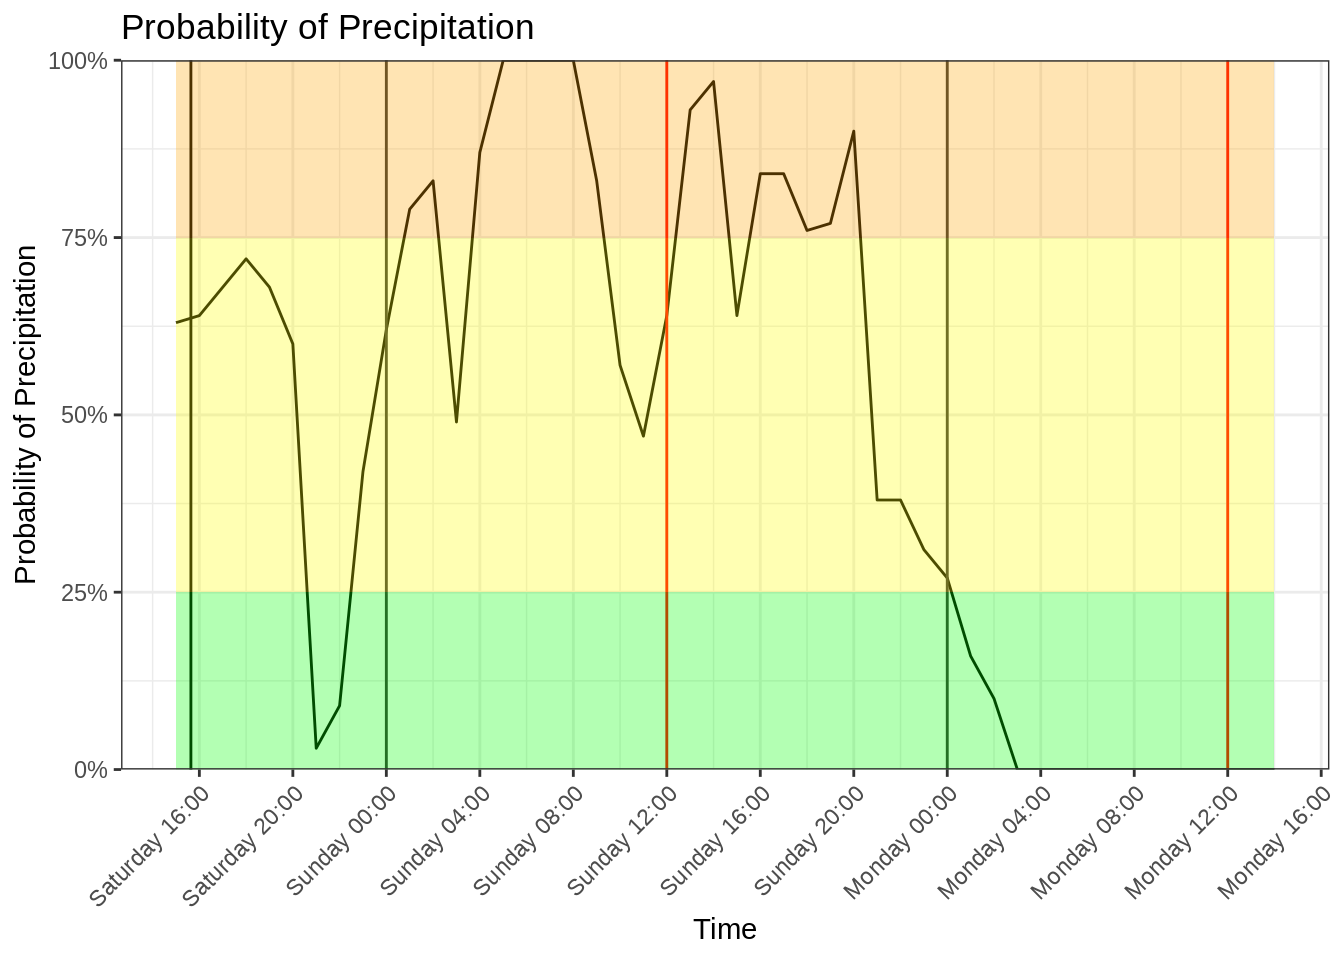 Probability of Precipitation
Probability of Precipitation
100%
75%
50%
25%
0%
Saturday 16:00
Saturday 20:00
Sunday 00:00
Sunday 04:00
Sunday 08:00
Sunday 12:00
Sunday 16:00
Sunday 20:00
Monday 00:00
Monday 04:00
Monday 08:00
Monday 12:00
Monday 16:00
Time